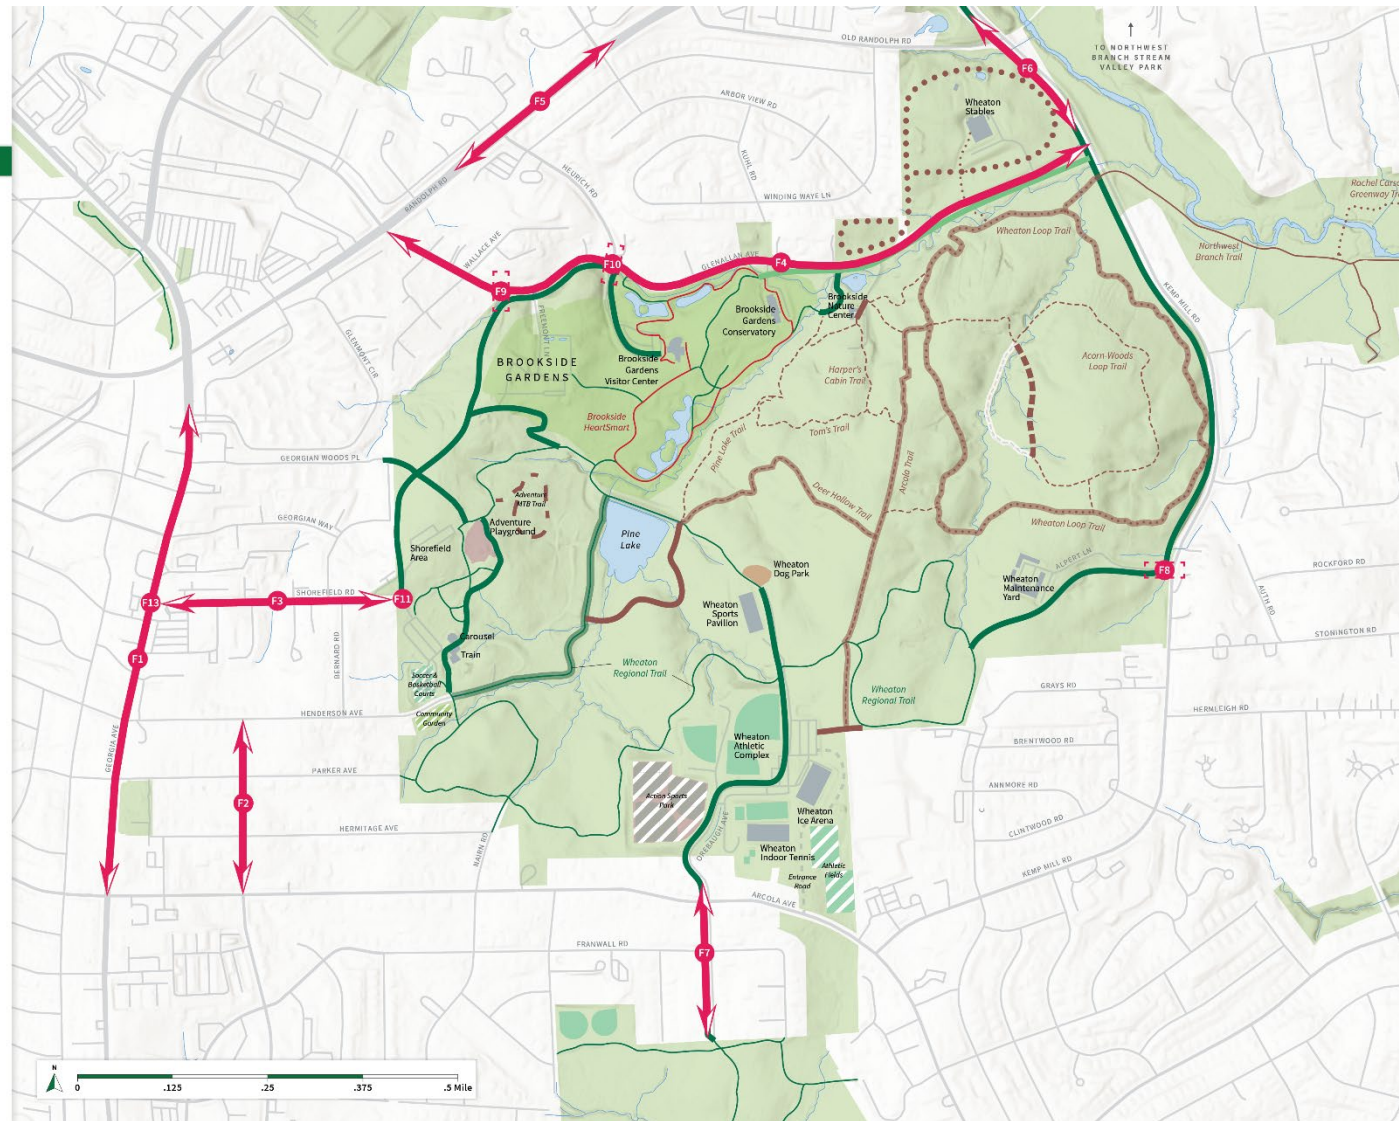 OLD RANDOLPH RD
↑
TO NORTHWEST
BRANCH STREAM
VALLEY PARK
F6
F5
ARBOR VIEW RD
Wheaton
Stables
KUHL RD
HEURICH RD
RANDOLPH RD
WINDING WAYE LN
Rachel Carso
Greenway Tra
WALLACE AVE
Wheaton Loop Trail
Northwest
Branch Trail
F10
GLENALLAN AVE
F4
F9
KEMP MILL RD
FREEMONT LN
Brookside
Nature
Center
Brookside
Gardens
Conservatory
GLENMONT CIR
BROOKSIDE
GARDENS
Brookside
Gardens
Visitor Center
Harper's
Cabin Trail
Acorn-Woods
Loop Trail
Brookside
HeartSmart
Tom's Trail
Pine Lake Trail
GEORGIAN WOODS PL
Arcola Trail
Deer Hollow Trail
Adventure
MTB Trail
GEORGIAN WAY
Adventure
Playground
Wheaton Loop Trail
Pine
Lake
Shorefield
Area
ALPERT LN
Wheaton
Dog Park
F8
ROCKFORD RD
Wheaton
Maintenance
Yard
SHOREFIELD RD
F13
F3
F11
AUTH RD
Wheaton
Sports
Pavilion
STONINGTON RD
BERNARD RD
Carousel
Train
F1
Wheaton
Regional Trail
Soccer &
Basketball
Courts
GRAYS RD
Wheaton
Regional Trail
HENDERSON AVE
Community
Garden
HERMLEIGH RD
GEORGIA AVE
Wheaton
Athletic
Complex
BRENTWOOD RD
PARKER AVE
ANNMORE RD
F2
Action Sports
Park
Wheaton
Ice Arena
CLINTWOOD RD
HERMITAGE AVE
NAIRN RD
OREBAUGH AVE
Wheaton
Indoor Tennis
Athletic
Fields
KEMP MILL RD
Entrance
Road
ARCOLA AVE
FRANWALL RD
F7
N
0 .125 .25 .375 .5 Mile